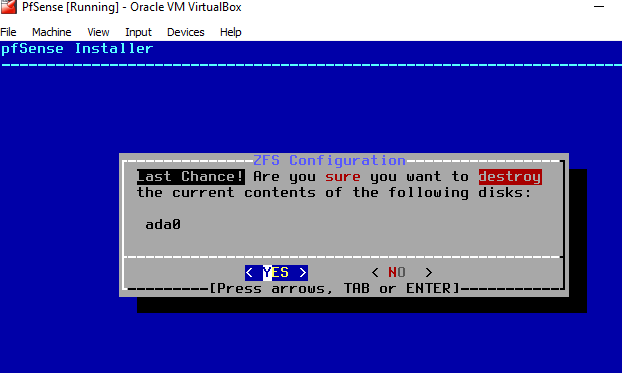 PfSense [Running] - Oracle VM VirtualBox
File Machine View Input Devices Help
pfSense Installer
ZFS Configuration
Last Chance! Are you sure you want to destroy
the current contents of the following disks:
ada0
< YES > < NO >
[Press arrows, TAB or ENTER]